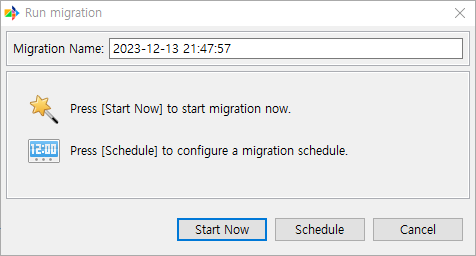 Run migration
Migration Name: 2023-12-13 21:47:57
Press [Start Now] to start migration now.
12:00
Press [Schedule] to configure a migration schedule.
Start Now Schedule Cancel